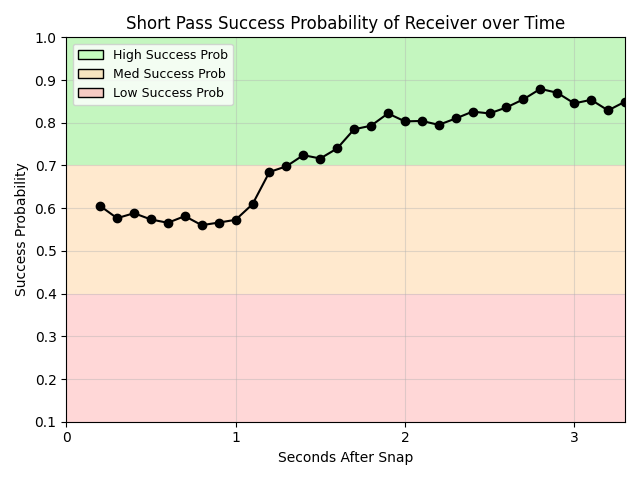 Short Pass Success Probability of Receiver over Time
1.0
0.9
0.8
0.7
0.6
0.5
0.4
0.3
0.2
0.1
High Success Prob
Med Success Prob
Low Success Prob
Success Probability
0
1
2
3
Seconds After Snap